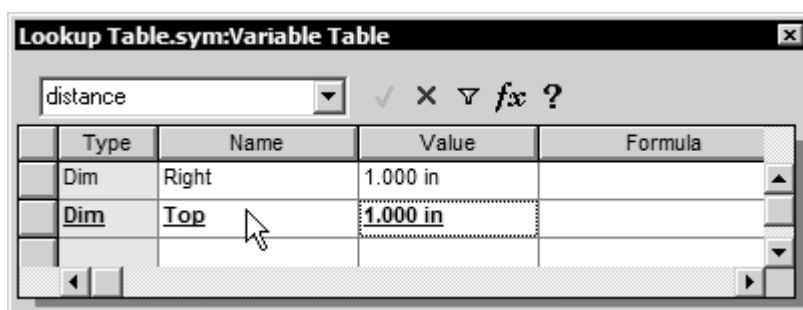 Lookup Table.sym:Variable Table
distance fx ?
Type Name Value Formula
Dim Right 1.000 in
Dim Top 1.000 in